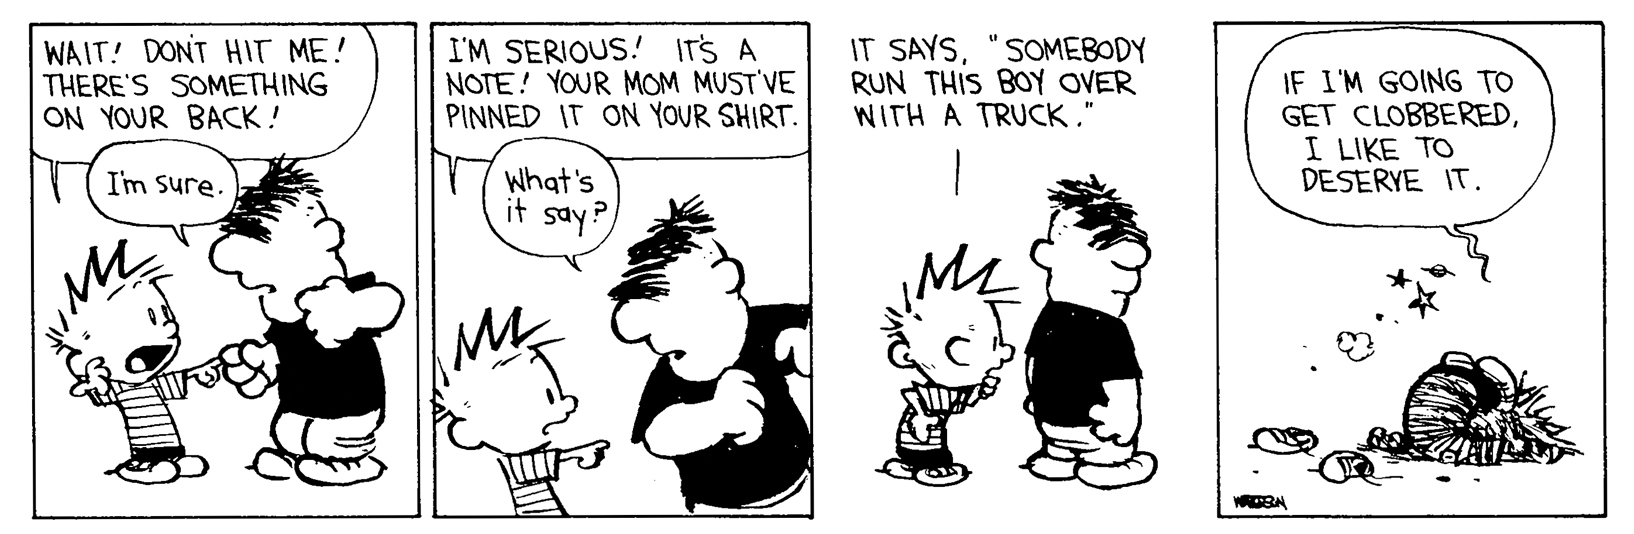 WAIT! DON'T HIT ME!
THERE'S SOMETHING
ON YOUR BACK!
I'm sure.
I'M SERIOUS! IT'S A
NOTE! YOUR MOM MUST'VE
PINNED IT ON YOUR SHIRT.
What's
it say?
IT SAYS, "SOMEBODY
RUN THIS BOY OVER
WITH A TRUCK."
IF I'M GOING TO
GET CLOBBERED,
I LIKE TO
DESERVE IT.
WATTERSON